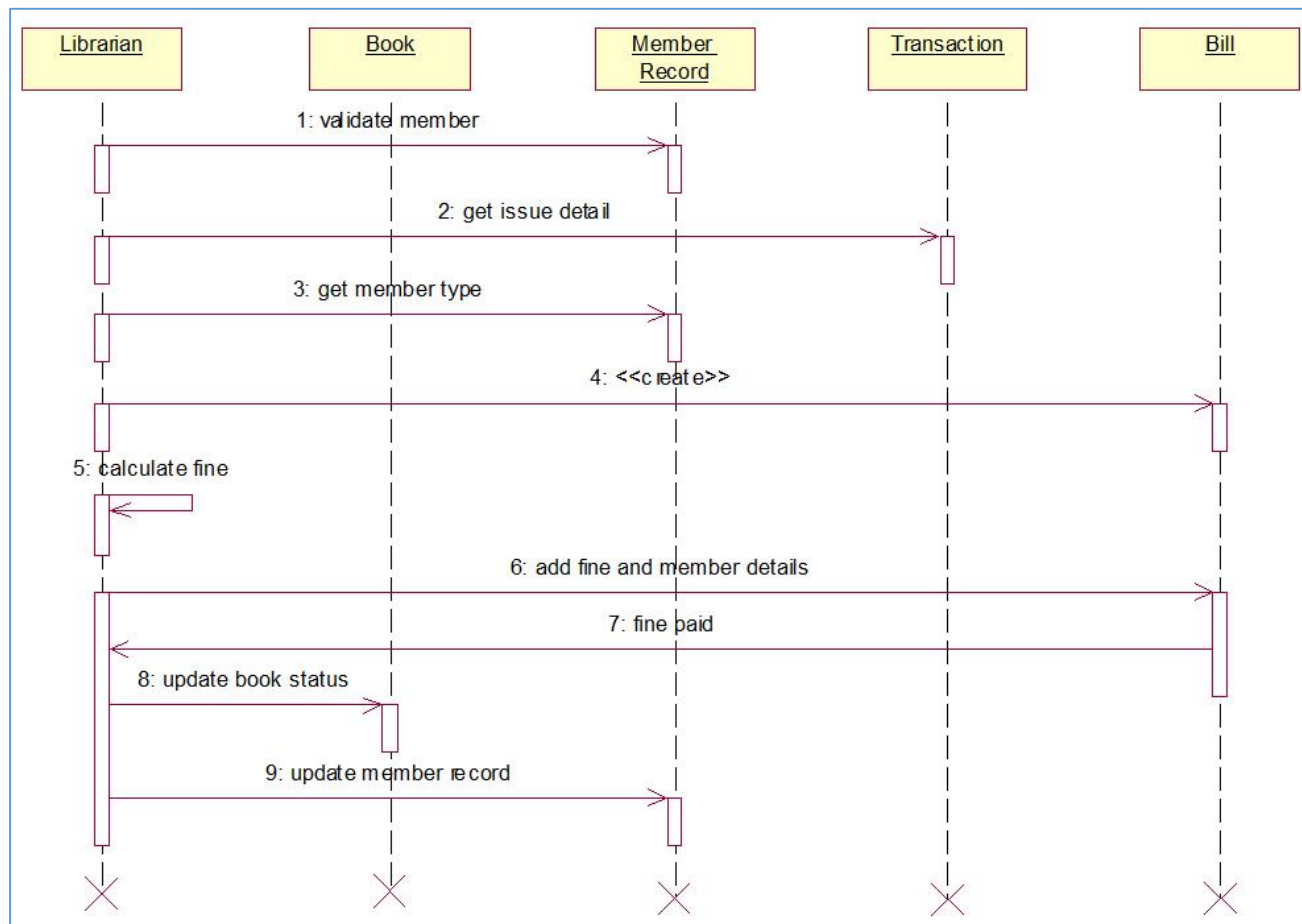 Librarian
Book
Member
Record
Transaction
Bill
1: validate member
2: get issue detail
3: get member type
4: <<create>>
5: calculate fine
6: add fine and member details
7: fine paid
8: update book status
9: update member record